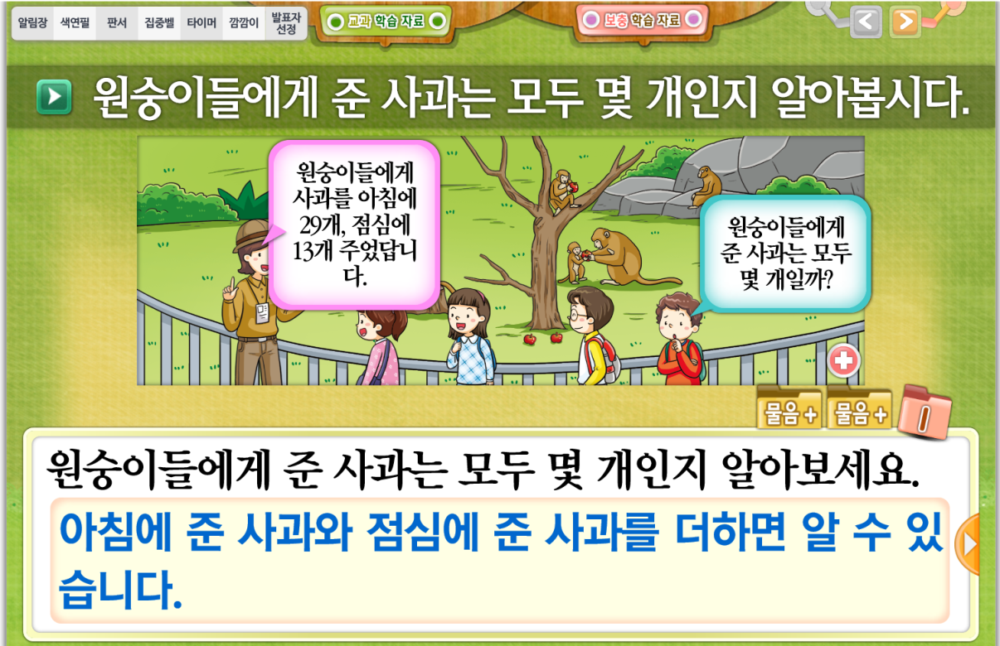 알림장 색연필 판서 집중벨 타이머 깜깜이 발표자
선정
교과 학습 자료
보충 학습 자료
원숭이들에게 준 사과는 모두 몇 개인지 알아봅시다.
원숭이들에게
사과를 아침에
29개, 점심에
13개 주었답니
다.
원숭이들에게
준 사과는 모두
몇 개일까?
물음+ 물음+
원숭이들에게 준 사과는 모두 몇 개인지 알아보세요.
아침에 준 사과와 점심에 준 사과를 더하면 알 수 있
습니다.